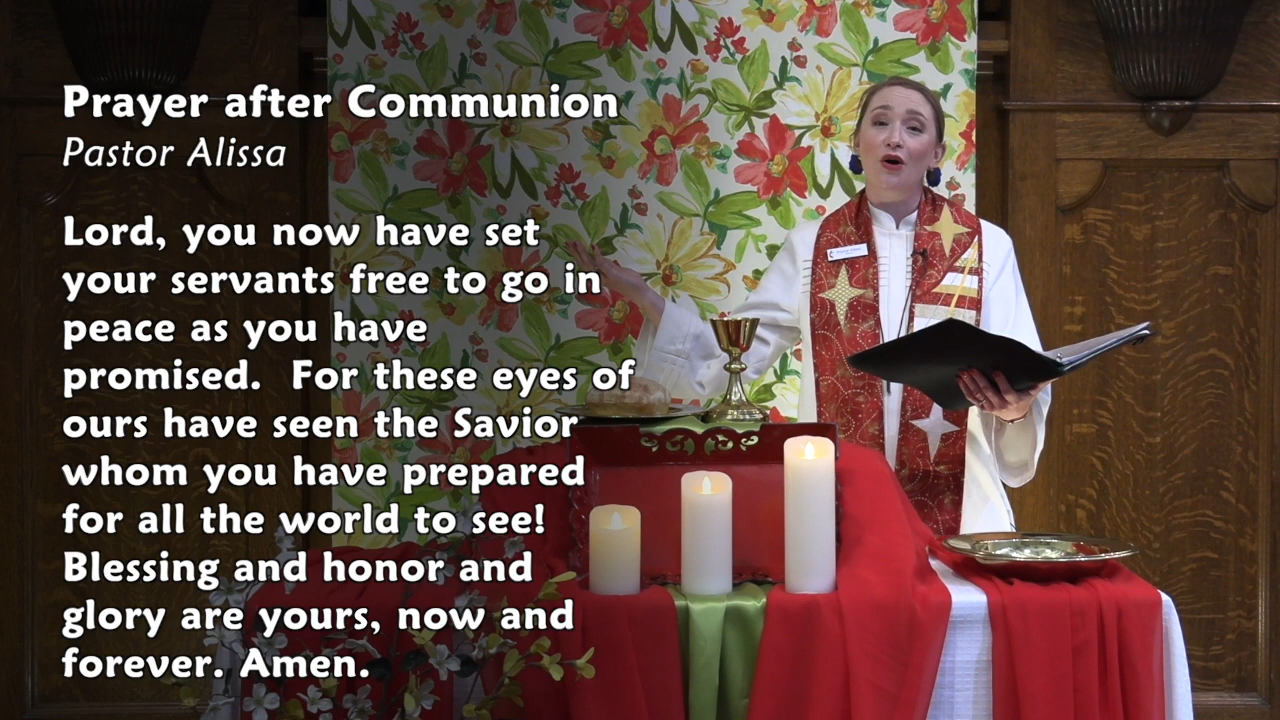 Prayer after Communion
Pastor Alissa
Lord, you now have set
your servants free to go in
peace as you have
promised.  For these eyes of
ours have seen the Savior
whom you have prepared
for all the world to see!
Blessing and honor and
glory are yours, now and
forever. Amen.